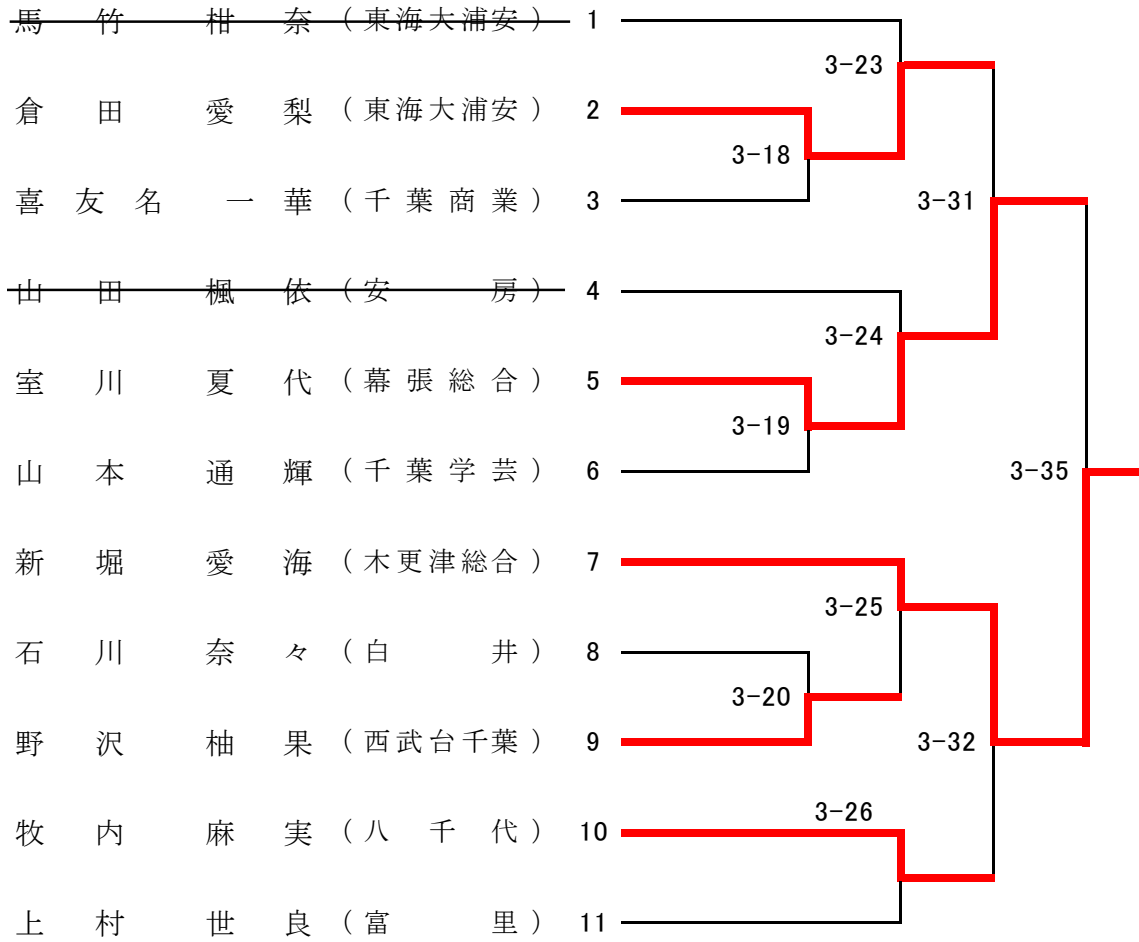 馬竹 柑奈 (東海大浦安) 1
3-23
倉田 愛梨 (東海大浦安) 2
3-18
喜友名 一華 (千葉商業) 3
3-31
山田 楓依 (安房) 4
3-24
室川 夏代 (幕張総合) 5
3-19
山本 通輝 (千葉学芸) 6
3-35
新堀 愛海 (木更津総合) 7
3-25
石川 奈々 (白井) 8
3-20
野沢 柚果 (西武台千葉) 9
3-32
3-26
牧内 麻実 (八千代) 10
上村 世良 (富里) 11